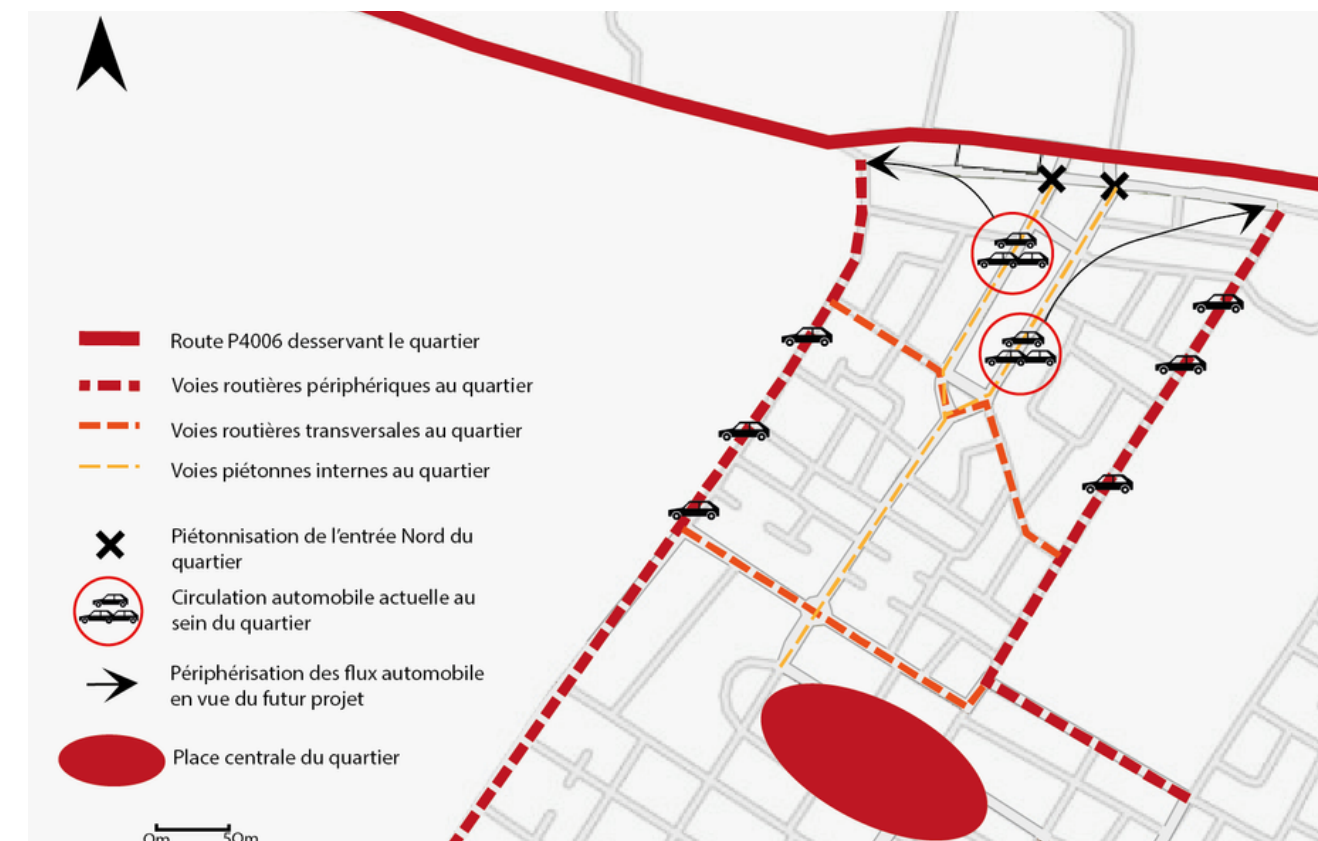 Route P4006 desservant le quartier
Voies routières périphériques au quartier
Voies routières transversales au quartier
Voies piétonnes internes au quartier
Piétonnisation de l'entrée Nord du
quartier
Circulation automobile actuelle au
sein du quartier
Périphérisation des flux automobile
en vue du futur projet
Place centrale du quartier
0m 50m